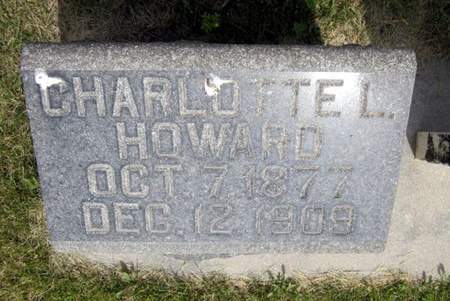 CHARLOTTE L.
HOWARD
OCT. 7, 1877
DEC. 12, 1909